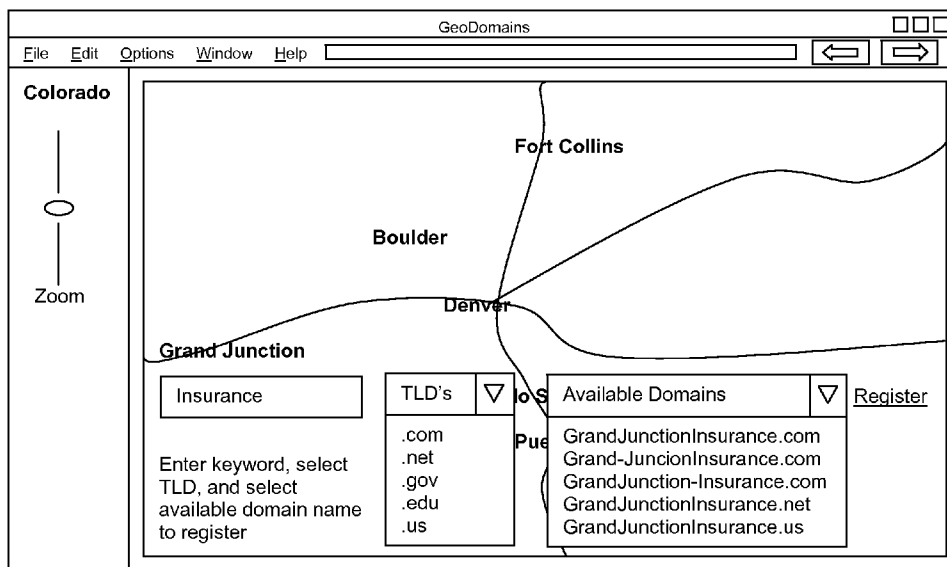 GeoDomains
File Edit Options Window Help
Colorado
Zoom
Fort Collins
Boulder
Denver
Grand Junction
Insurance
TLD's
Available Domains
Register
.com
.net
.gov
.edu
.us
GrandJunctionInsurance.com
Grand-JuncionInsurance.com
GrandJunction-Insurance.com
GrandJunctionInsurance.net
GrandJunctionInsurance.us
Enter keyword, select
TLD, and select
available domain name
to register